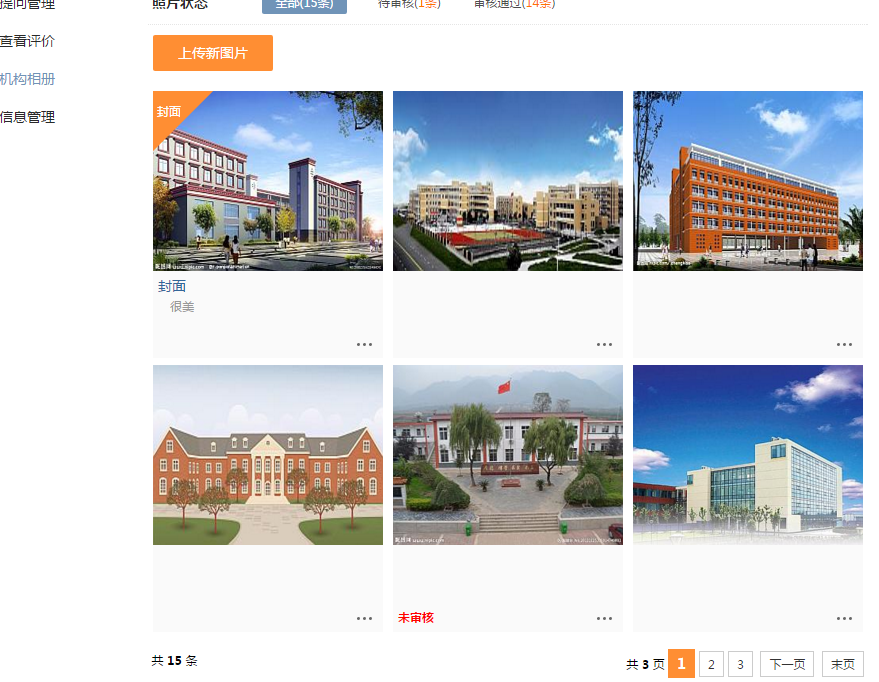 提问管理
照片状态
全部(15条)
待审核(1条)
审核通过(14条)
查看评价
上传新图片
机构相册
封面
信息管理
封面
很美
未审核
共 15 条
共 3 页
1
2
3
下一页
末页